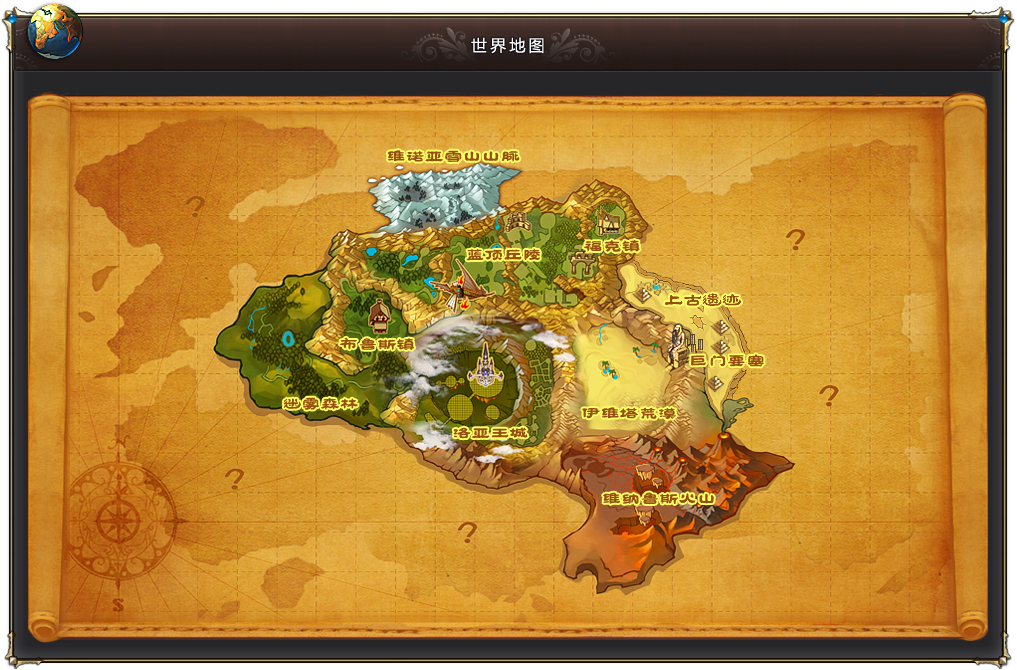 世界地图
维诺亚雪山山脉
福克镇
蓝顶丘陵
上古遗迹
布鲁斯镇
巨门要塞
迷雾森林
伊维塔荒漠
洛亚王城
维纳鲁斯火山
?
?
?
?
?
N
S